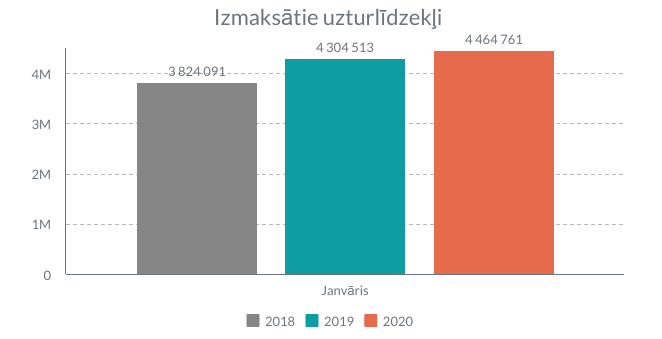 Izmaksātie uzturlīdzekļi
4 464 761
4 304 513
3 824 091
4M
3M
2M
1M
0
Janvāris
2018 2019 2020